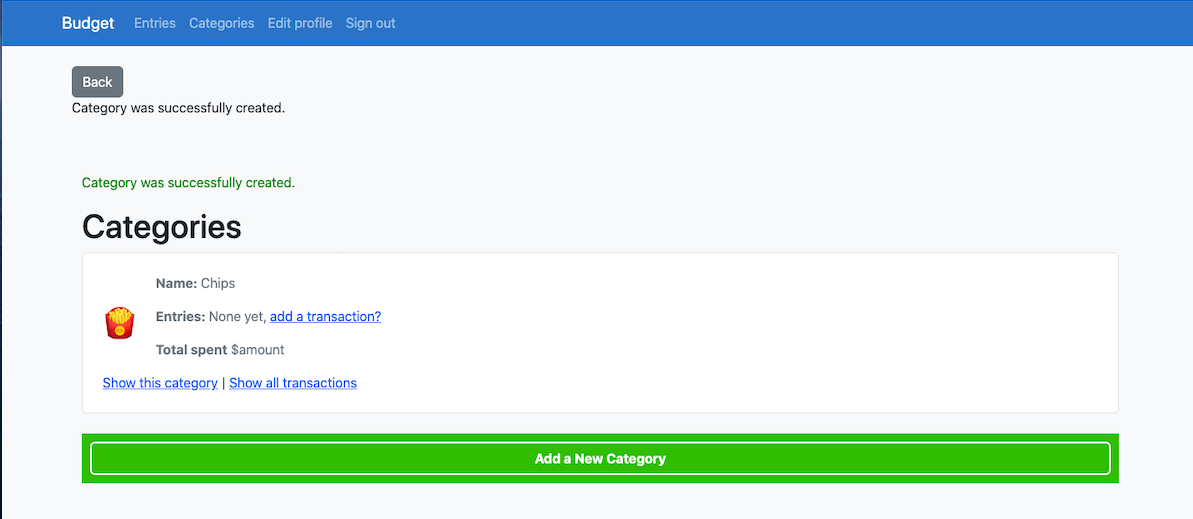 Budget Entries Categories Edit profile Sign out
Back
Category was successfully created.
Category was successfully created.
Categories
Name: Chips
Entries: None yet, add a transaction?
Total spent $amount
Show this category | Show all transactions
Add a New Category